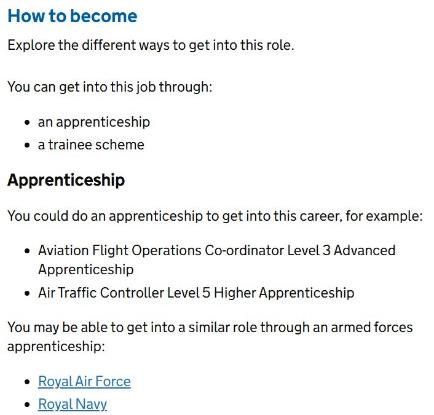 How to become
Explore the different ways to get into this role.
You can get into this job through:
• an apprenticeship
• a trainee scheme
Apprenticeship
You could do an apprenticeship to get into this career, for example:
• Aviation Flight Operations Co-ordinator Level 3 Advanced
Apprenticeship
• Air Traffic Controller Level 5 Higher Apprenticeship
You may be able to get into a similar role through an armed forces
apprenticeship:
• Royal Air Force
• Royal Navy